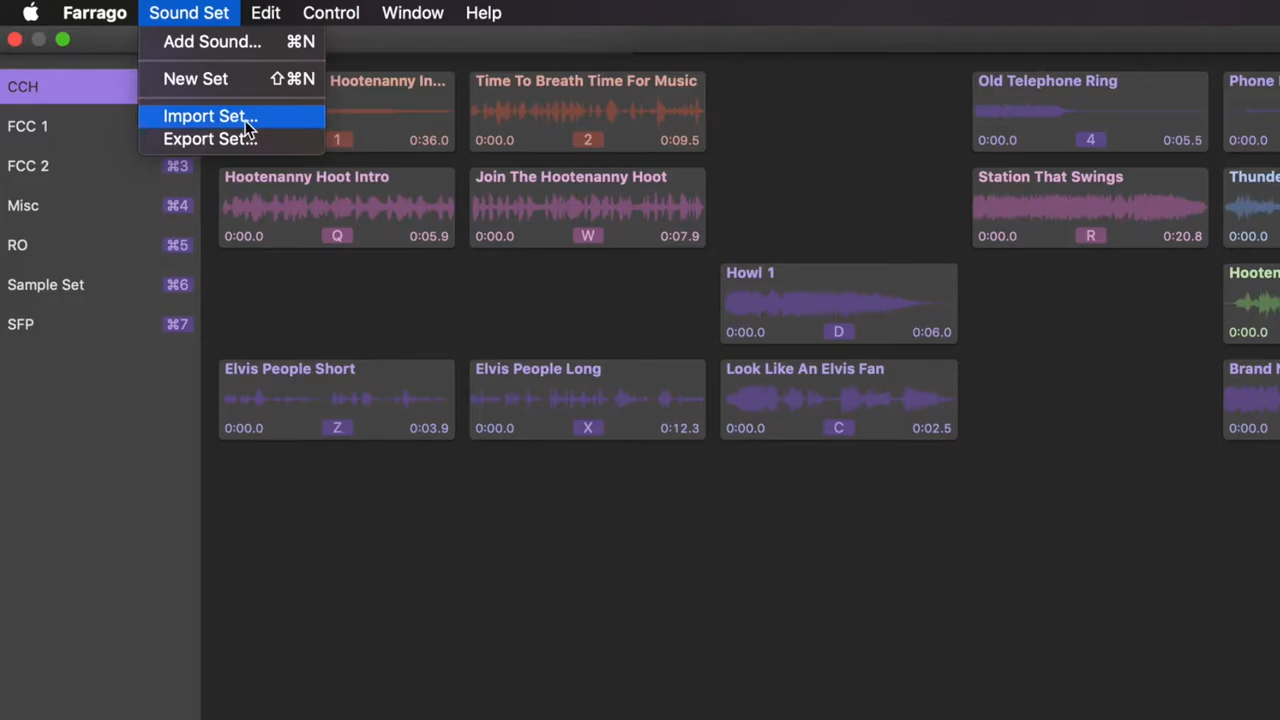 Farrago Sound Set Edit Control Window Help
Add Sound... ⌘N
New Set ⇧⌘N
Import Set...
Export Set...
CCH
FCC 1
FCC 2 ⌘3
Misc ⌘4
RO ⌘5
Sample Set ⌘6
SFP ⌘7
Hootenanny In...
1 0:36.0
Time To Breath Time For Music
2 0:09.5
Old Telephone Ring
4 0:05.5
Phone
0:00.0
Hootenanny Hoot Intro
0:00.0 Q 0:05.9
Join The Hootenanny Hoot
0:00.0 W 0:07.9
Station That Swings
0:00.0 R 0:20.8
Thunde
0:00.0
Howl 1
0:00.0 D 0:06.0
Hooten
0:00.0
Elvis People Short
0:00.0 Z 0:03.9
Elvis People Long
0:00.0 X 0:12.3
Look Like An Elvis Fan
0:00.0 C 0:02.5
Brand
0:00.0